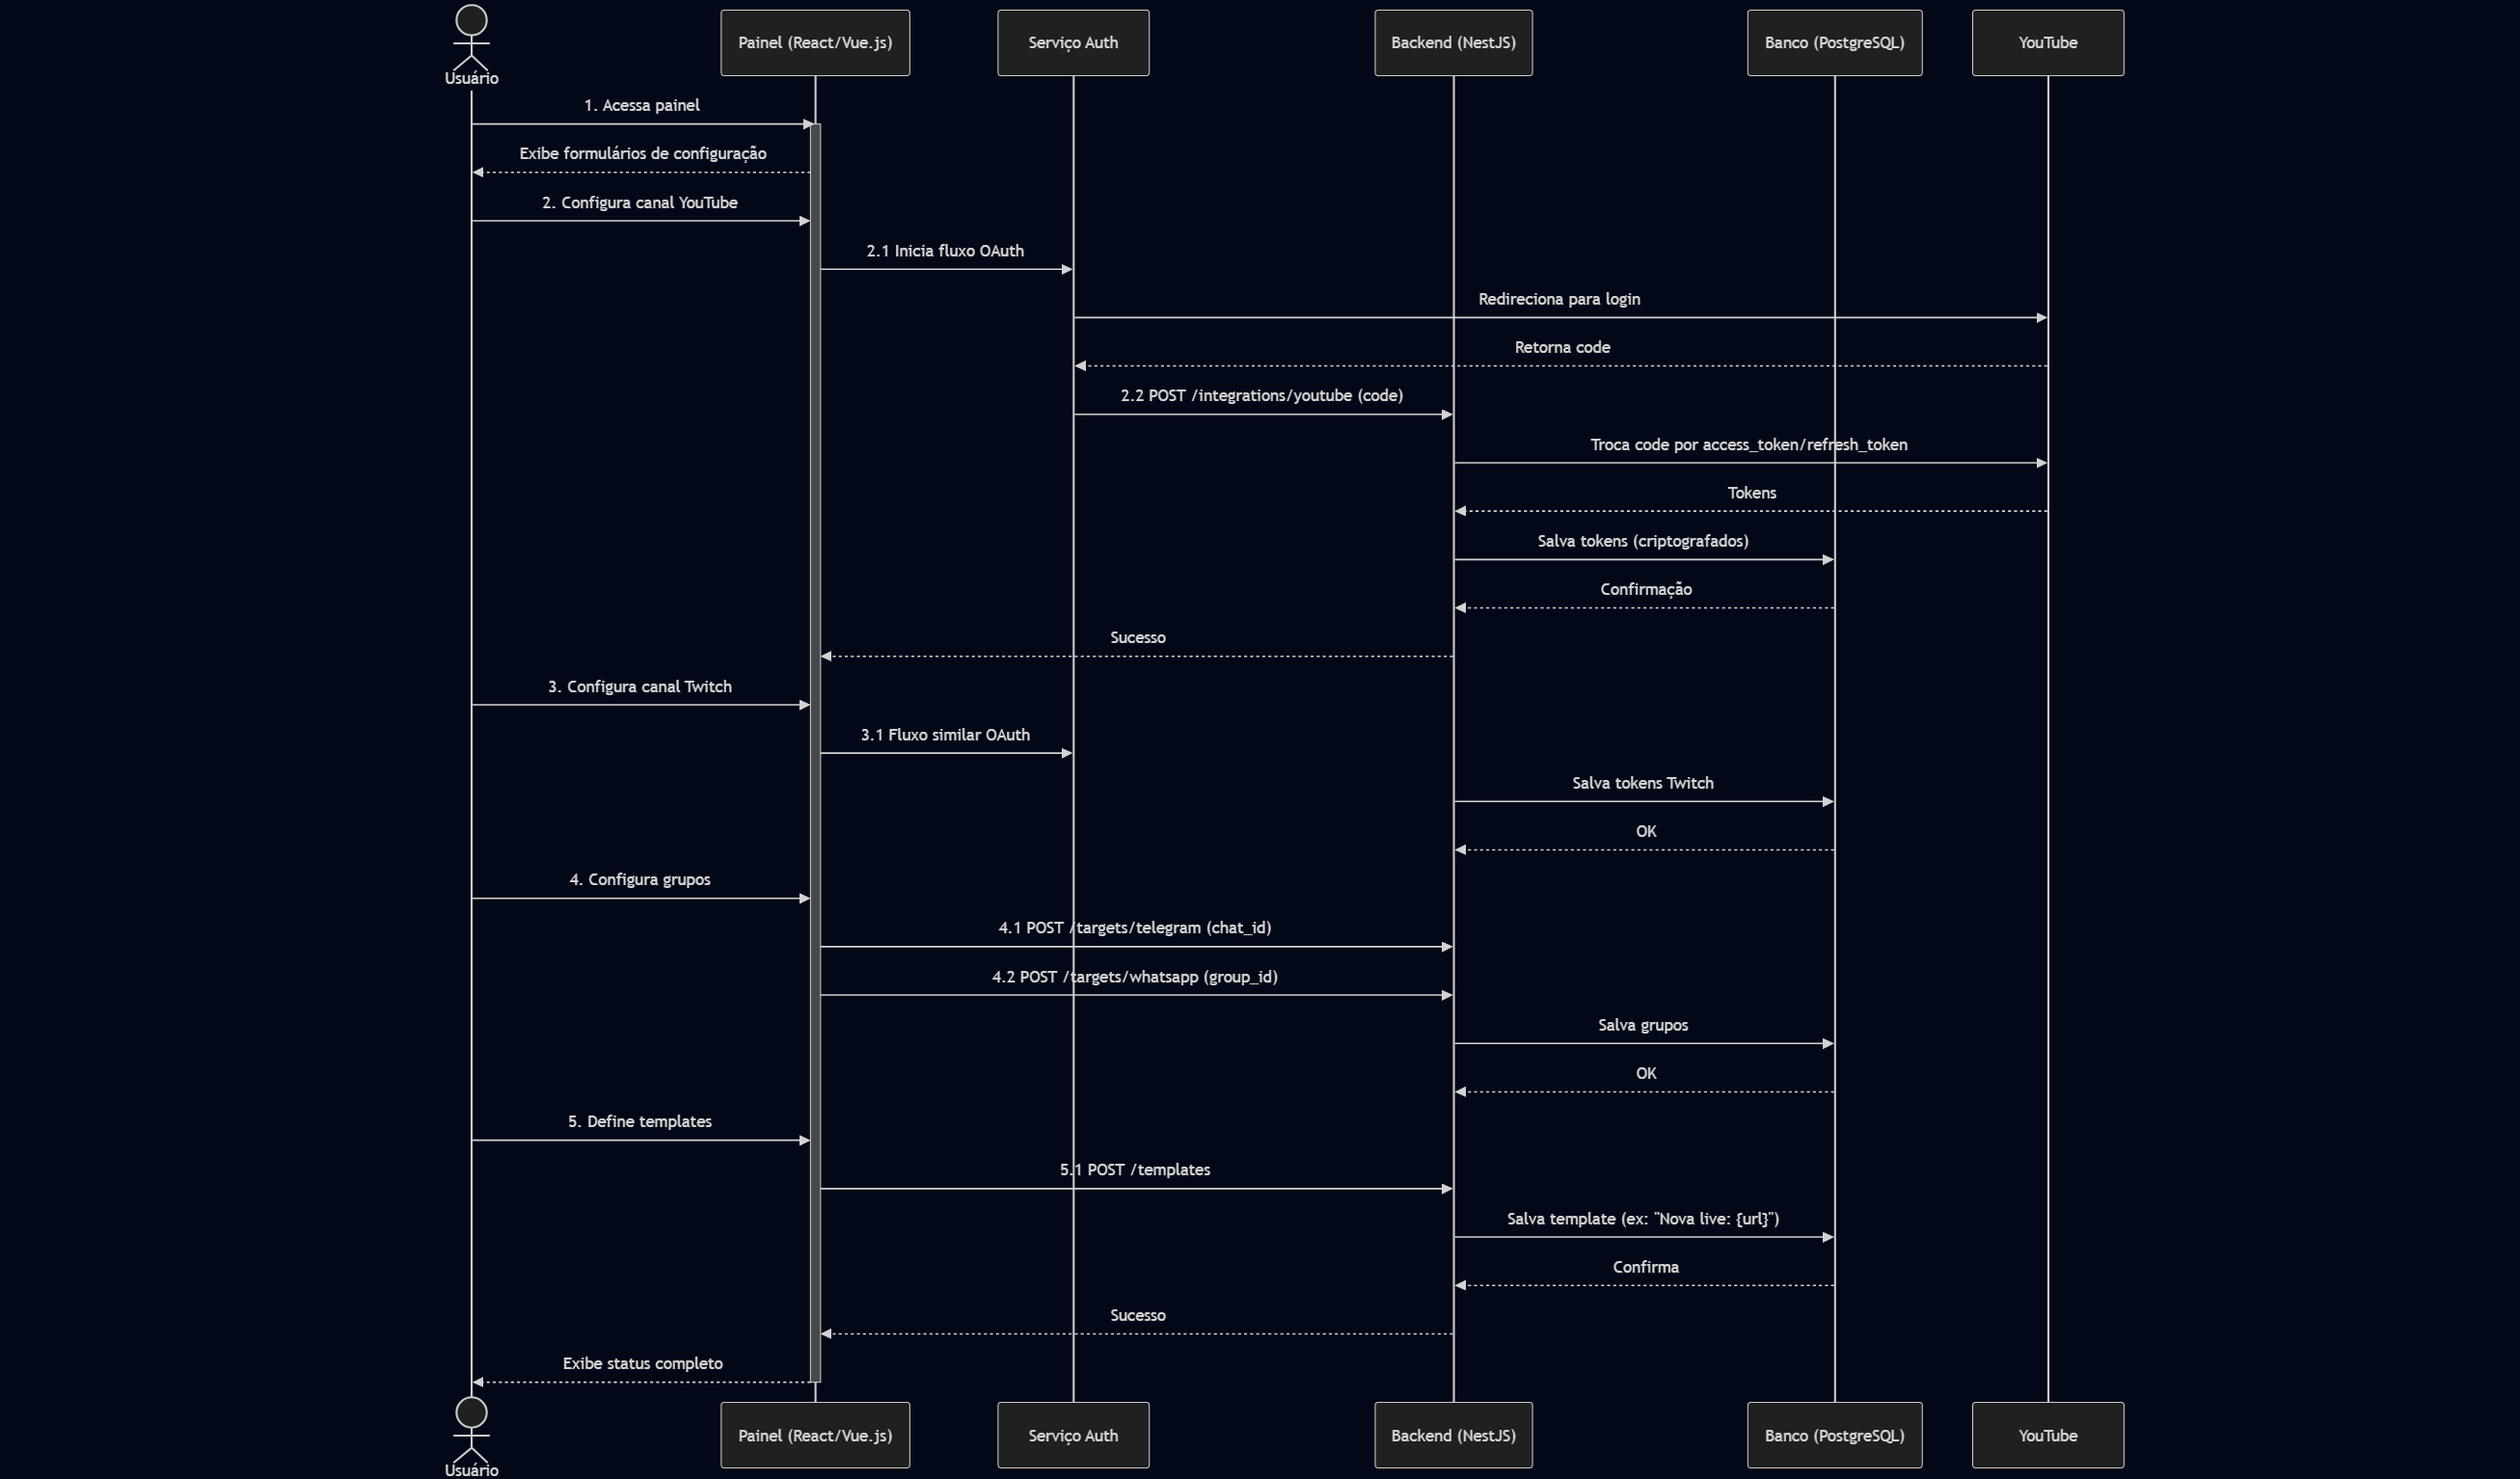 Usuário
Painel (React/Vue.js)
Serviço Auth
Backend (NestJS)
Banco (PostgreSQL)
YouTube
1. Acessa painel
Exibe formulários de configuração
2. Configura canal YouTube
2.1 Inicia fluxo OAuth
Redireciona para login
Retorna code
2.2 POST /integrations/youtube (code)
Troca code por access_token/refresh_token
Tokens
Salva tokens (criptografados)
Confirmação
Sucesso
3. Configura canal Twitch
3.1 Fluxo similar OAuth
Salva tokens Twitch
OK
4. Configura grupos
4.1 POST /targets/telegram (chat_id)
4.2 POST /targets/whatsapp (group_id)
Salva grupos
OK
5. Define templates
5.1 POST /templates
Salva template (ex: "Nova live: {url}")
Confirma
Sucesso
Exibe status completo
Usuário
Painel (React/Vue.js)
Serviço Auth
Backend (NestJS)
Banco (PostgreSQL)
YouTube